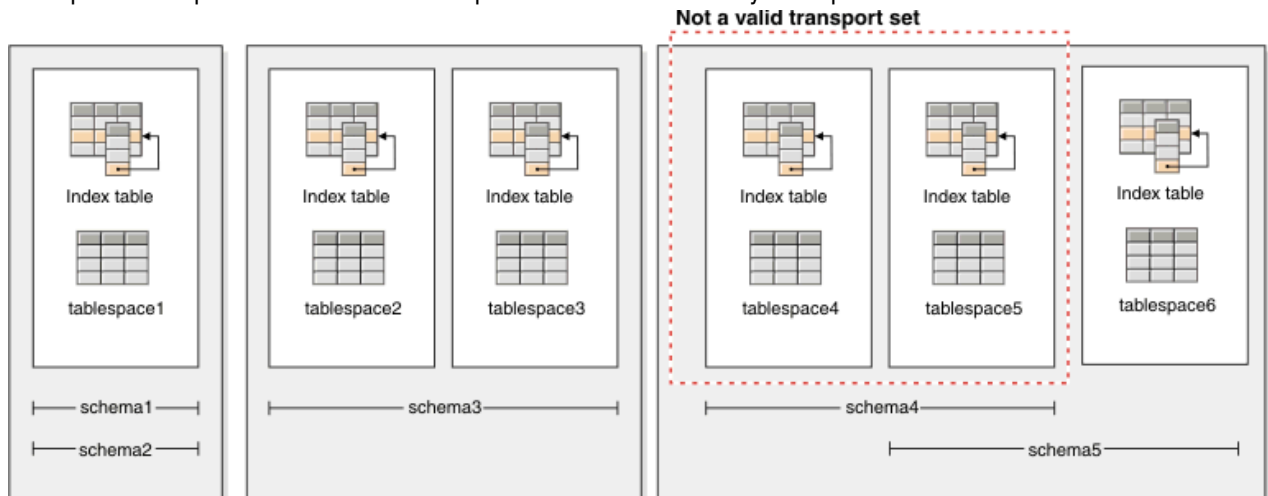 Not a valid transport set
Index table
Index table
Index table
Index table
Index table
Index table
tablespace1
tablespace2
tablespace3
tablespace4
tablespace5
tablespace6
schema1
schema3
schema4
schema2
schema5